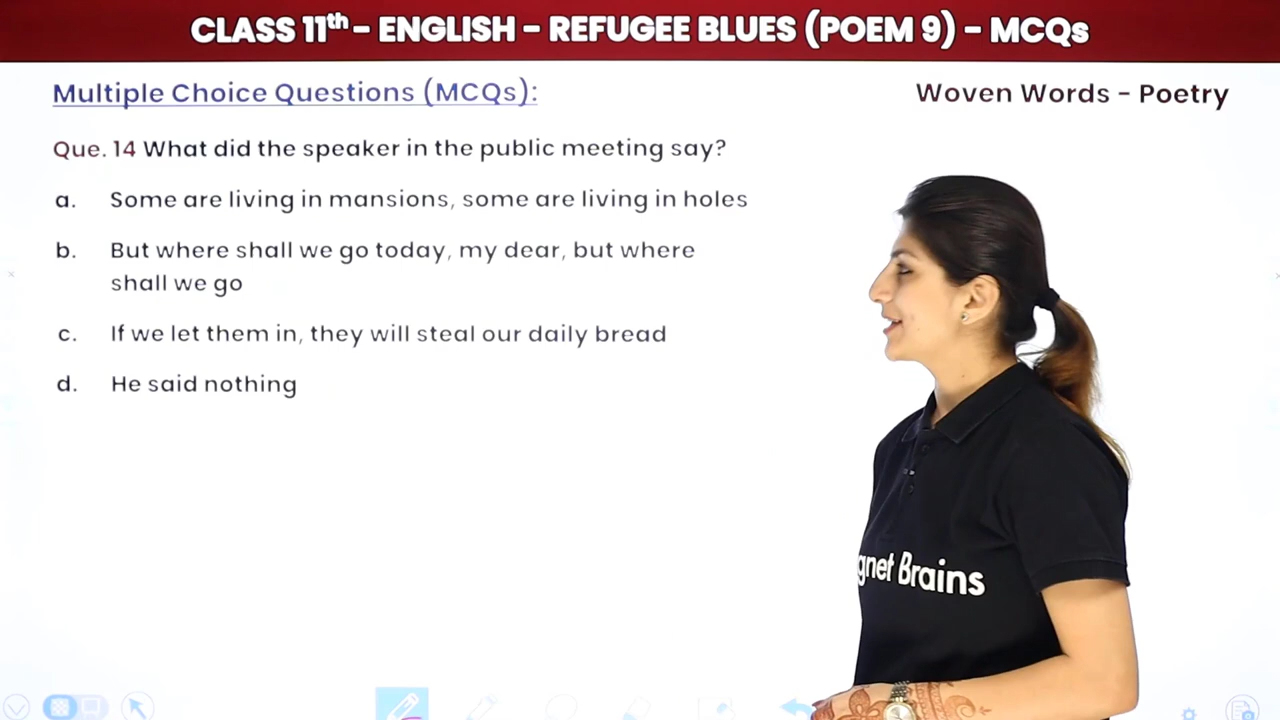 CLASS 11th - ENGLISH - REFUGEE BLUES (POEM 9) - MCQs
Multiple Choice Questions (MCQs):
Woven Words - Poetry
Que. 14 What did the speaker in the public meeting say?
a. Some are living in mansions, some are living in holes
b. But where shall we go today, my dear, but where
shall we go
c. If we let them in, they will steal our daily bread
d. He said nothing
gnet Brains